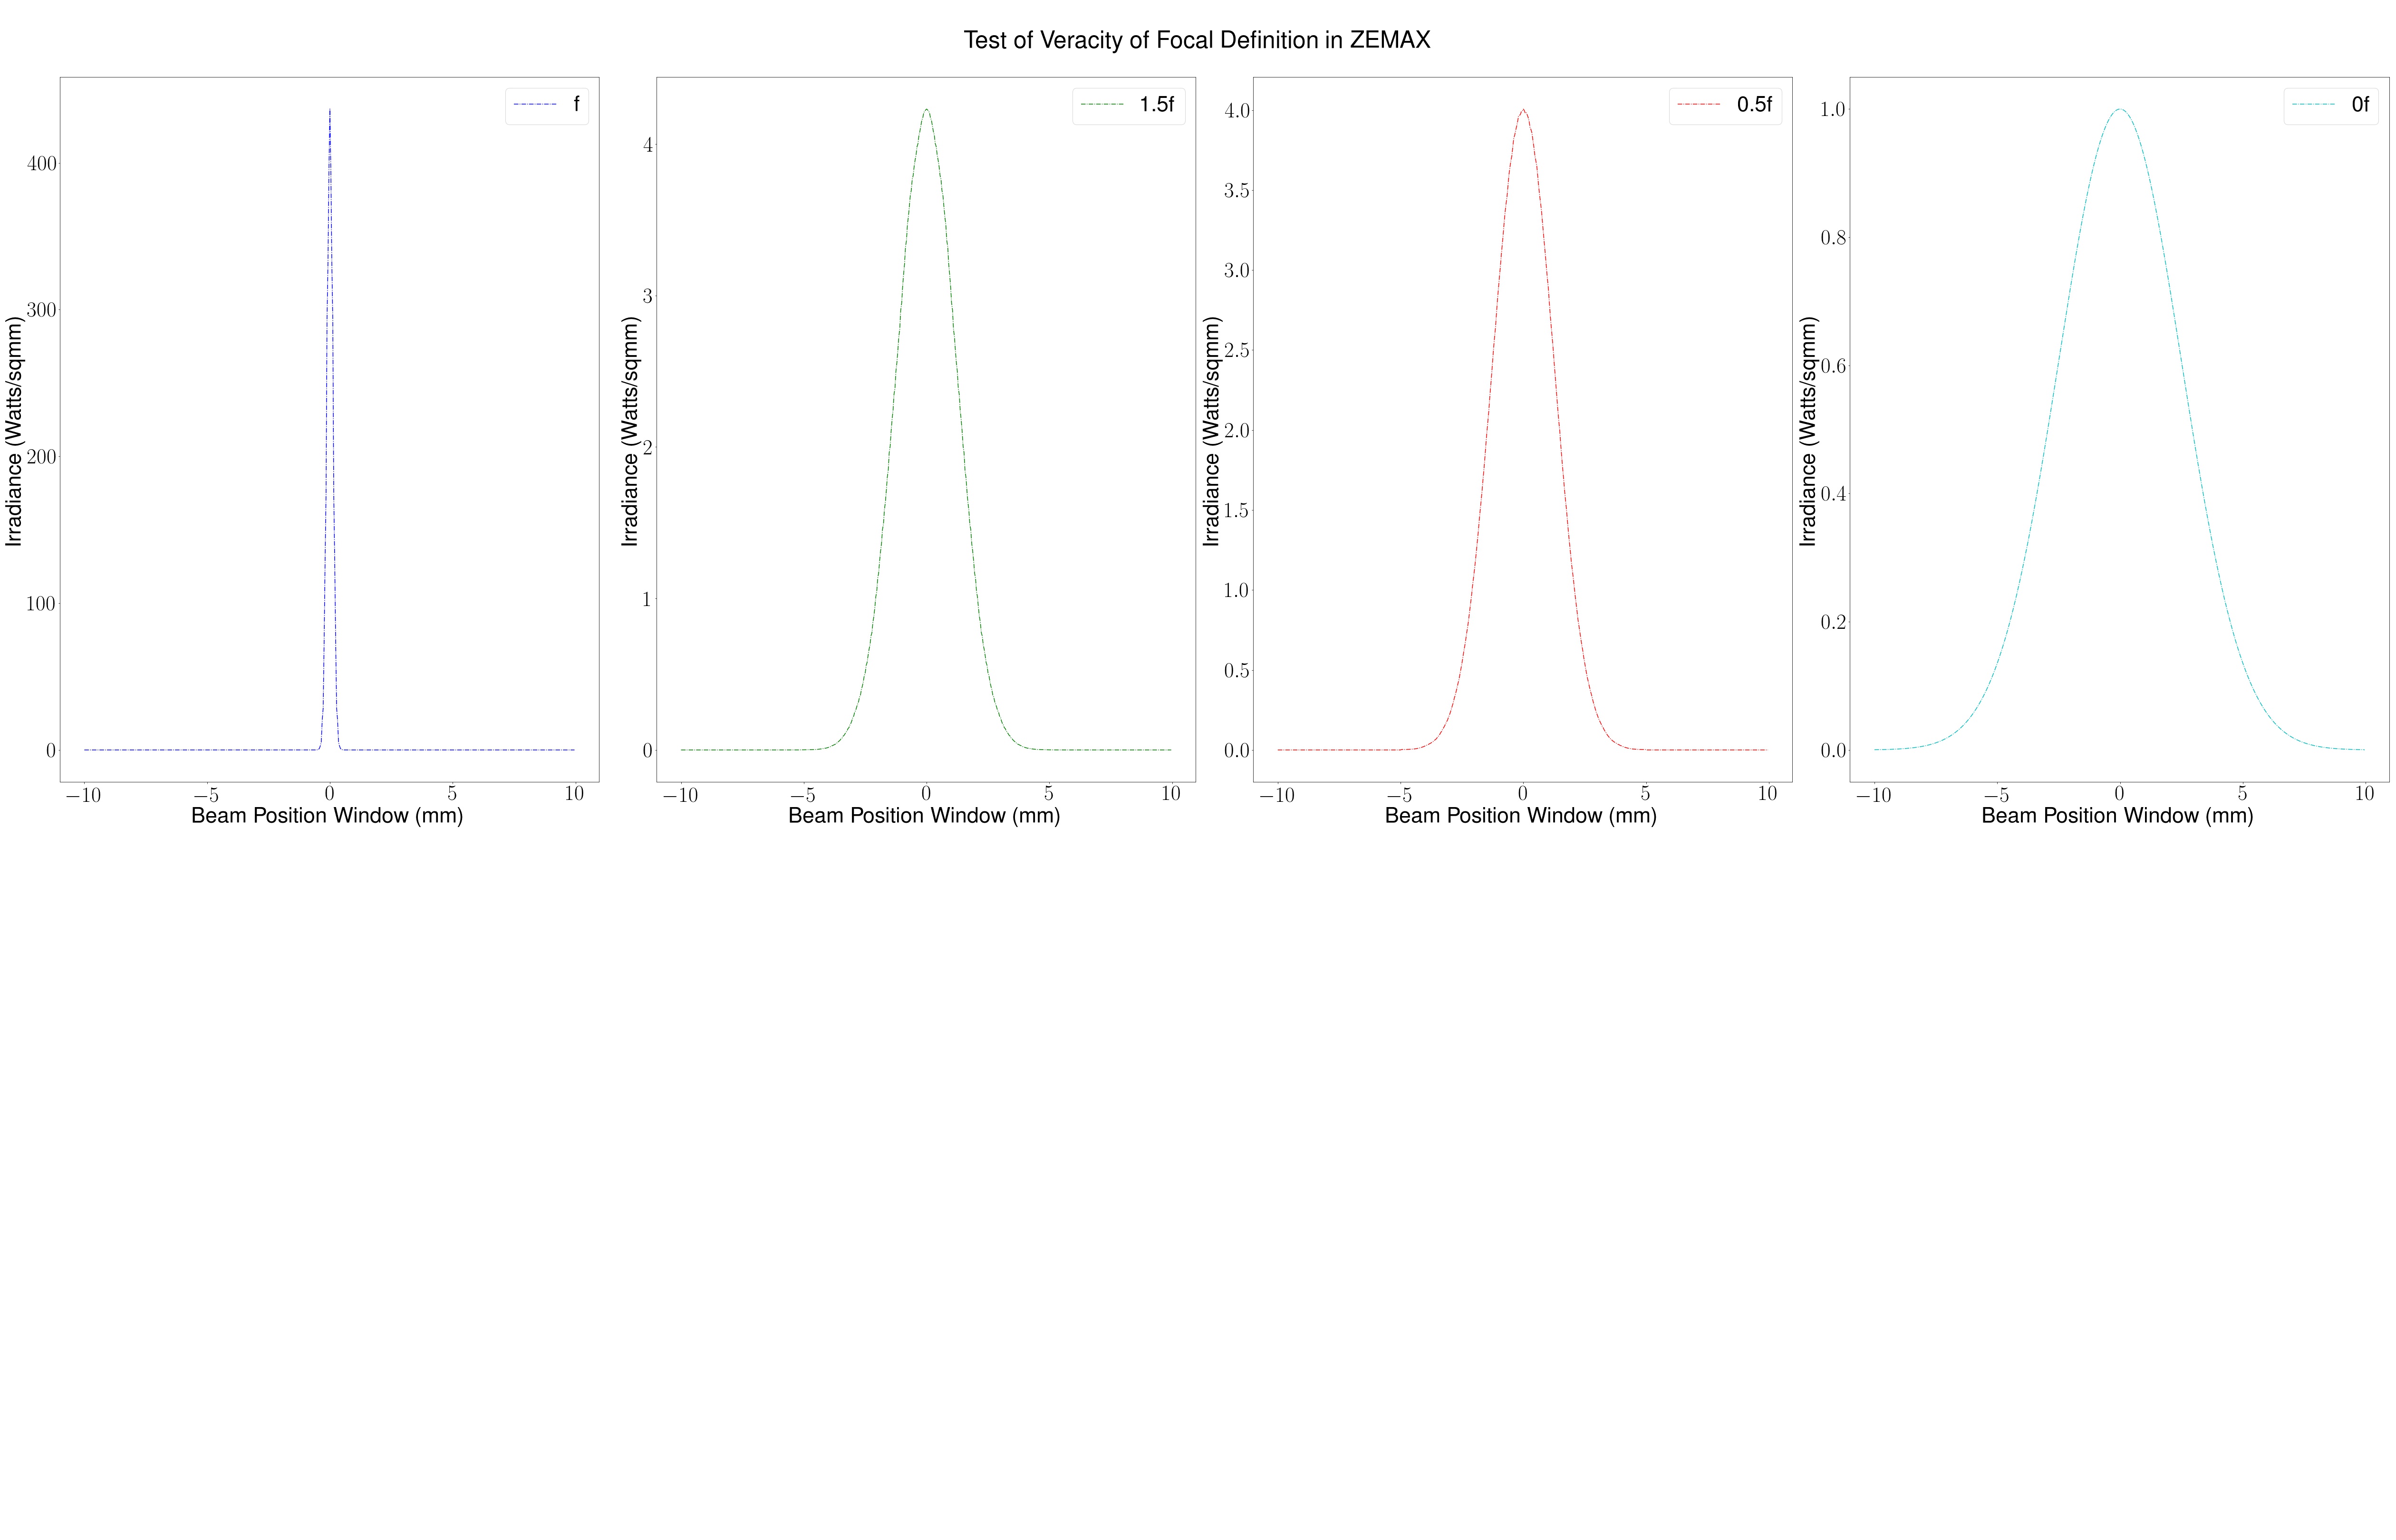 Test of Veracity of Focal Definition in ZEMAX
f
400
300
200
100
0
Irradiance (Watts/sqmm)
−10 −5 0 5 10
Beam Position Window (mm)
1.5f
4
3
2
1
0
Irradiance (Watts/sqmm)
−10 −5 0 5 10
Beam Position Window (mm)
0.5f
4.0
3.5
3.0
2.5
2.0
1.5
1.0
0.5
0.0
Irradiance (Watts/sqmm)
−10 −5 0 5 10
Beam Position Window (mm)
0f
1.0
0.8
0.6
0.4
0.2
0.0
Irradiance (Watts/sqmm)
−10 −5 0 5 10
Beam Position Window (mm)